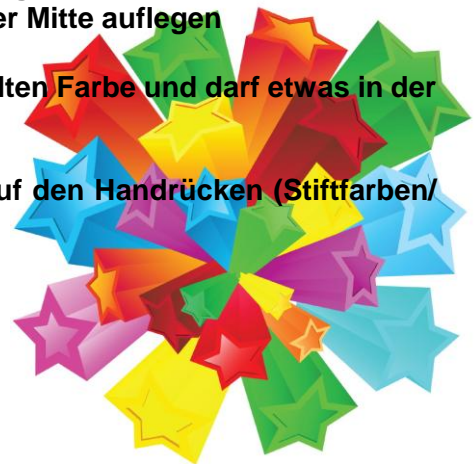 er Mitte auflegen
lten Farbe und darf etwas in der
uf den Handrücken (Stiftfarben/